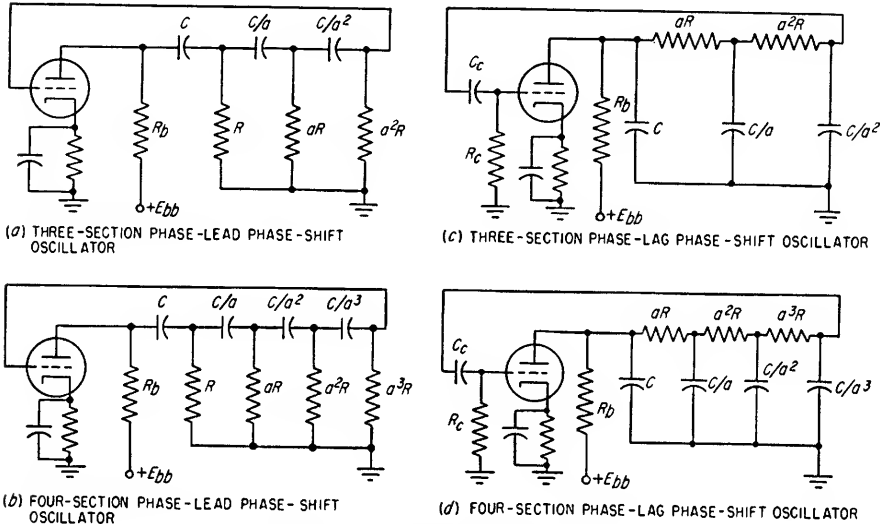 C C/a C/a²
Rb R aR a²R
+Ebb
(a) THREE-SECTION PHASE-LEAD PHASE-SHIFT
OSCILLATOR
aR a²R
Cc
Rc Rb C C/a C/a²
+Ebb
(c) THREE-SECTION PHASE-LAG PHASE-SHIFT OSCILLATOR
C C/a C/a² C/a³
Rb R aR a²R a³R
+Ebb
(b) FOUR-SECTION PHASE-LEAD PHASE-SHIFT
OSCILLATOR
aR a²R a³R
Cc
Rc Rb C C/a C/a² C/a³
+Ebb
(d) FOUR-SECTION PHASE-LAG PHASE-SHIFT OSCILLATOR